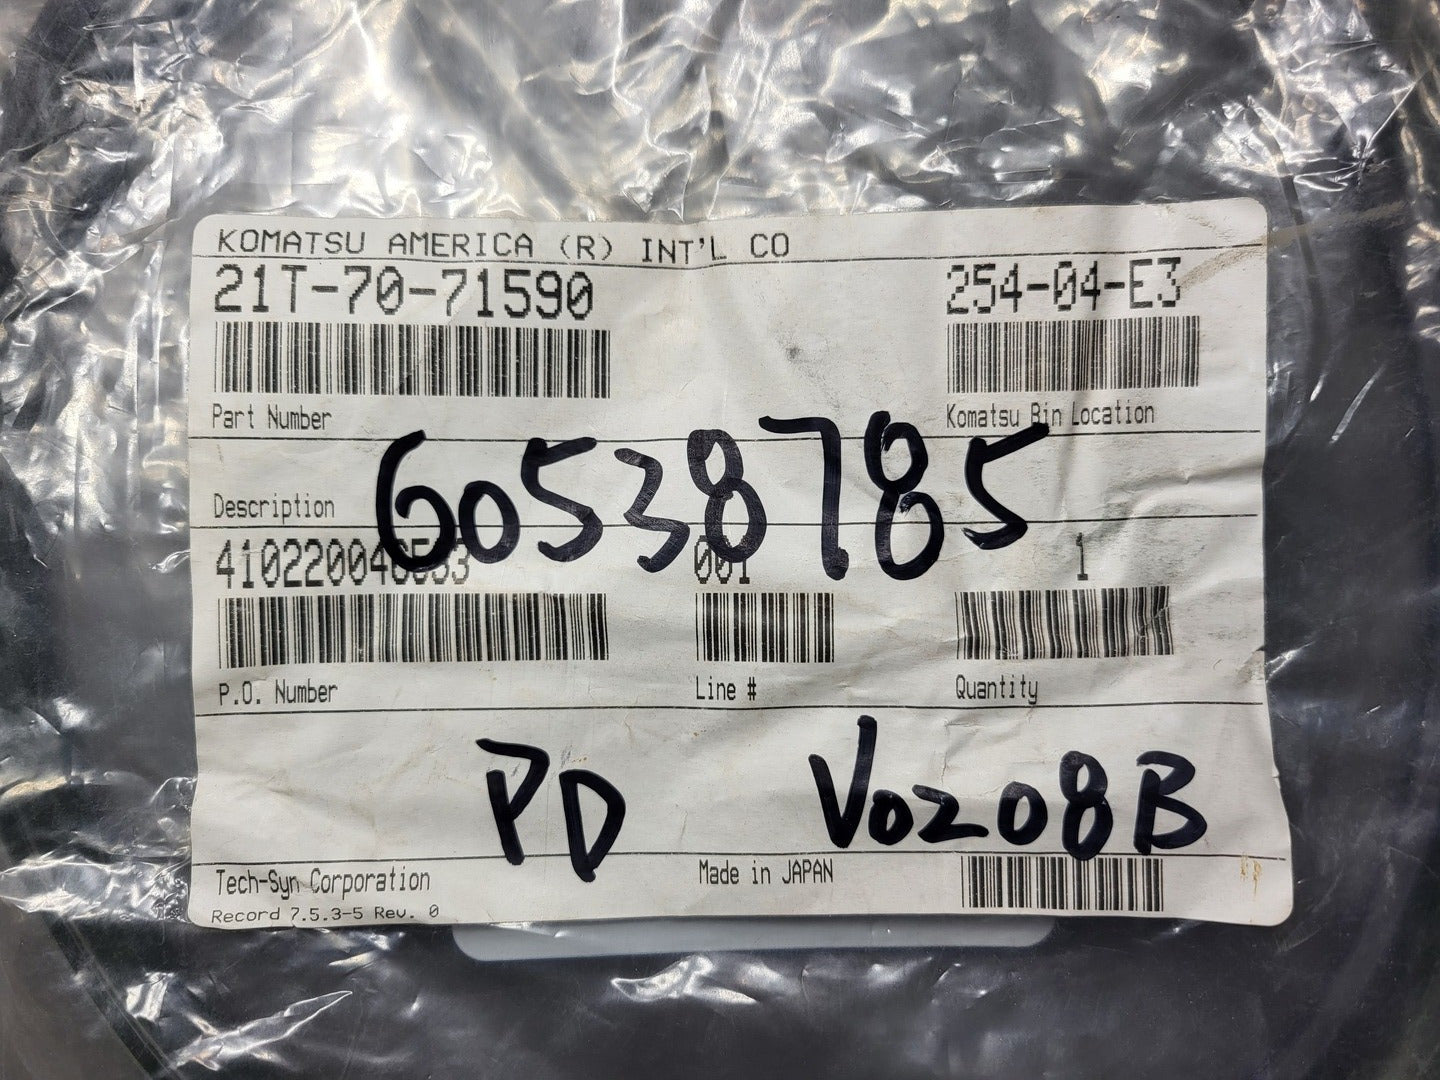 KOMATSU AMERICA (R) INT'L CO
21T-70-71590 254-04-E3
Part Number Komatsu Bin Location
60538785
Description
001 1
P.O. Number Line # Quantity
PD V0208B
Tech-Syn Corporation Made in JAPAN
Record 7.5.3-5 Rev. 0